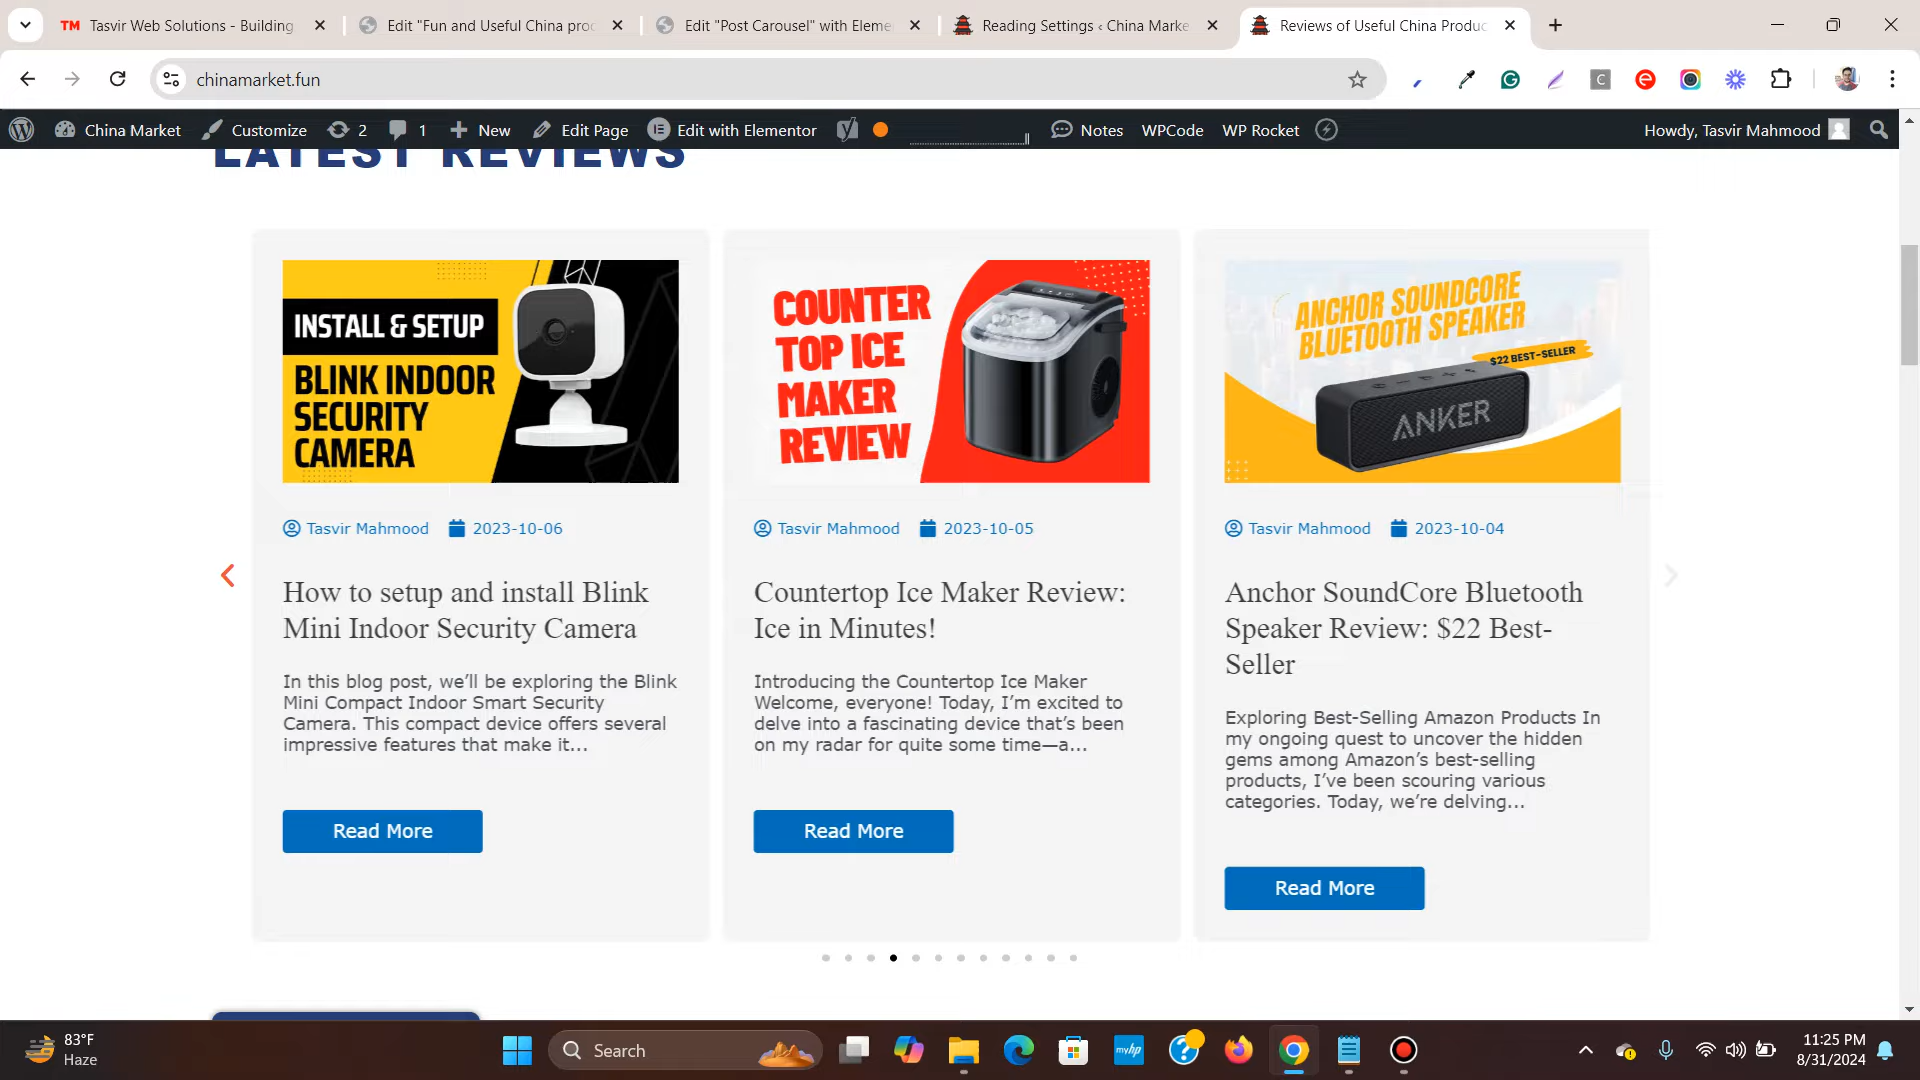 TM Tasvir Web Solutions - Building
Edit "Fun and Useful China proc
Edit "Post Carousel" with Eleme
Reading Settings ‹ China Marke
Reviews of Useful China Produc
chinamarket.fun
China Market
Customize
2
1
New
Edit Page
Edit with Elementor
Notes
WPCode
WP Rocket
Howdy, Tasvir Mahmood
LATEST REVIEWS
INSTALL & SETUP
BLINK INDOOR
SECURITY
CAMERA
Tasvir Mahmood 2023-10-06
How to setup and install Blink
Mini Indoor Security Camera
In this blog post, we’ll be exploring the Blink
Mini Compact Indoor Smart Security
Camera. This compact device offers several
impressive features that make it...
Read More
COUNTER
TOP ICE
MAKER
REVIEW
Tasvir Mahmood 2023-10-05
Countertop Ice Maker Review:
Ice in Minutes!
Introducing the Countertop Ice Maker
Welcome, everyone! Today, I’m excited to
delve into a fascinating device that’s been
on my radar for quite some time—a...
Read More
ANCHOR SOUNDCORE
BLUETOOTH SPEAKER
$22 BEST-SELLER
ANKER
Tasvir Mahmood 2023-10-04
Anchor SoundCore Bluetooth
Speaker Review: $22 Best-
Seller
Exploring Best-Selling Amazon Products In
my ongoing quest to uncover the hidden
gems among Amazon’s best-selling
products, I’ve been scouring various
categories. Today, we’re delving...
Read More
83°F
Haze
Search
myhp
11:25 PM
8/31/2024